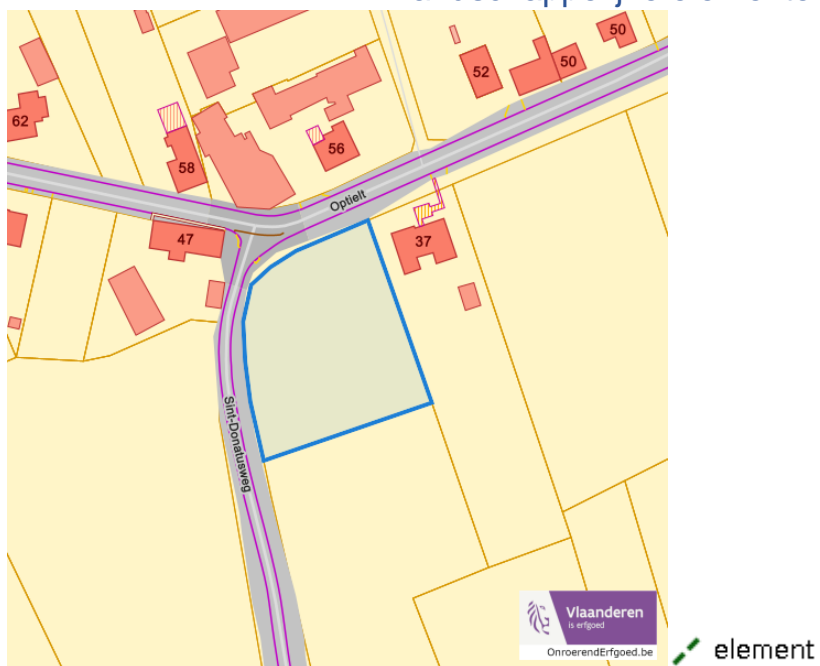 50
52
50
62
58
56
Optielt
47
37
Sint-Donatusweg
Vlaanderen
is erfgoed
OnroerendErfgoed.be
element